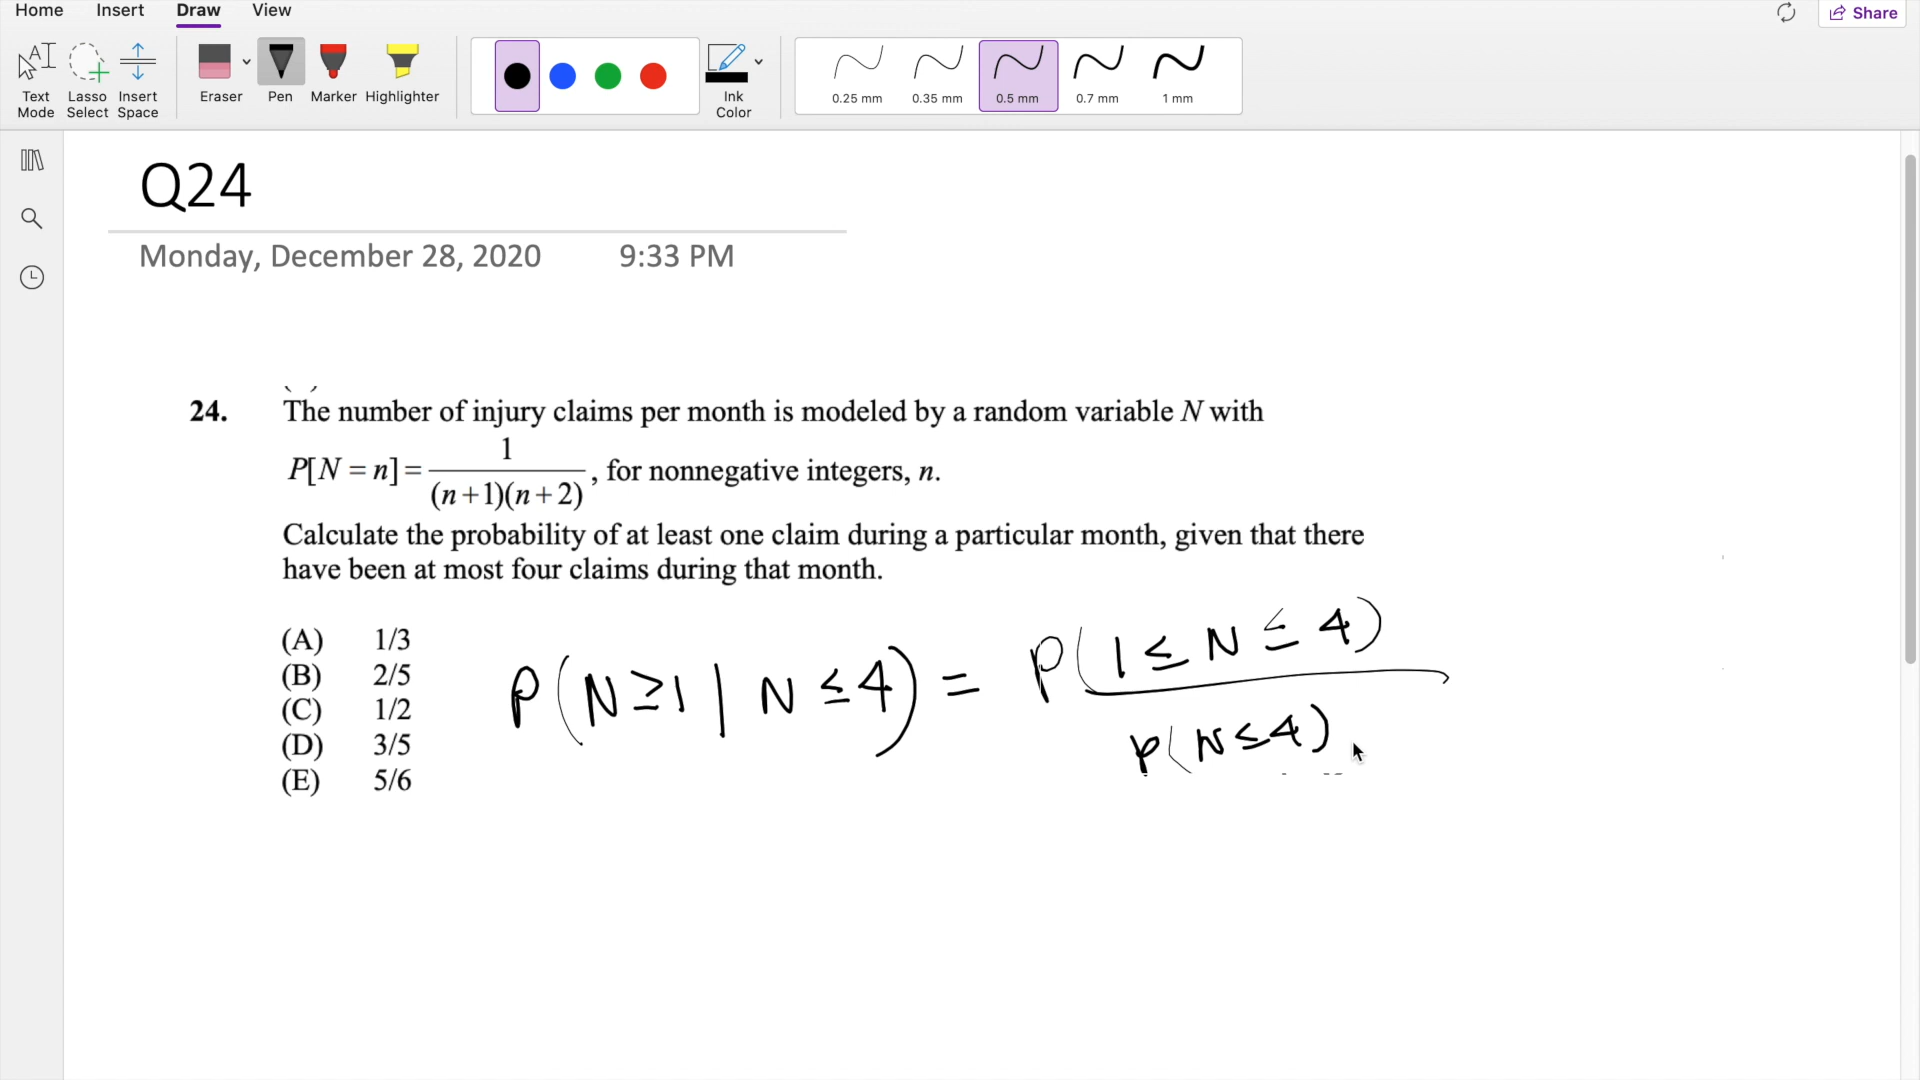 Home Insert Draw View
Share
Text Mode
Lasso Select
Insert Space
Eraser
Pen
Marker
Highlighter
Ink Color
0.25 mm
0.35 mm
0.5 mm
0.7 mm
1 mm
Q24
Monday, December 28, 2020 9:33 PM
24. The number of injury claims per month is modeled by a random variable N with
P[N = n] = 1/((n+1)(n+2)), for nonnegative integers, n.
Calculate the probability of at least one claim during a particular month, given that there
have been at most four claims during that month.
(A) 1/3
(B) 2/5
(C) 1/2
(D) 3/5
(E) 5/6
P(N≥1 | N≤4) = P(1≤N≤4) / P(N≤4)